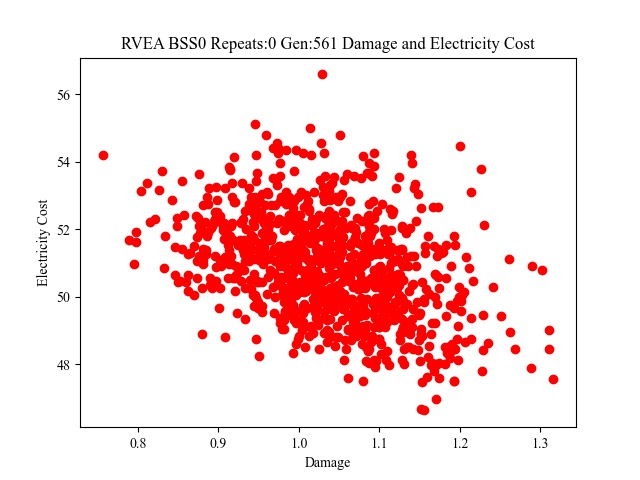 RVEA BSS0 Repeats:0 Gen:561 Damage and Electricity Cost
56
54
52
50
48
Electricity Cost
0.8 0.9 1.0 1.1 1.2 1.3
Damage